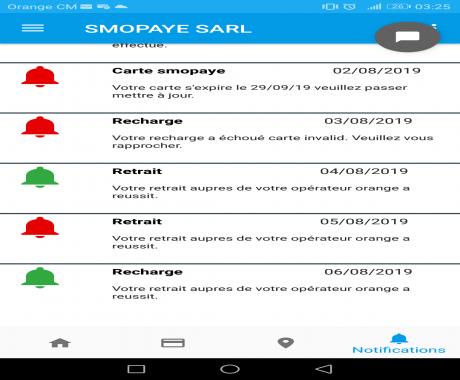 Orange CM 26 03:25
SMOPAYE SARL
effectué.
Carte smopaye 02/08/2019
Votre carte s'expire le 29/09/19 veuillez passer
mettre à jour.
Recharge 03/08/2019
Votre recharge a échoué carte invalid. Veuillez vous
rapprocher.
Retrait 04/08/2019
Votre retrait aupres de votre opérateur orange a
reussit.
Retrait 05/08/2019
Votre retrait aupres de votre opérateur orange a
reussit.
Recharge 06/08/2019
Votre retrait aupres de votre opérateur orange a
reussit.
Notifications